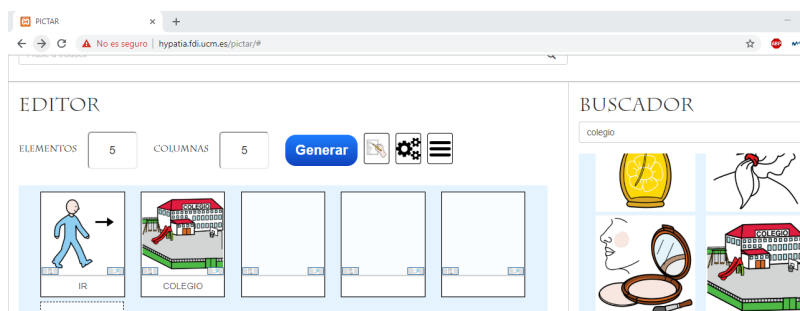 PICTAR
No es seguro | hypatia.fdi.ucm.es/pictar/#
ABP
EDITOR
BUSCADOR
ELEMENTOS 5 COLUMNAS 5 Generar
colegio
COLEGIO
COLEGIO
IR
COLEGIO